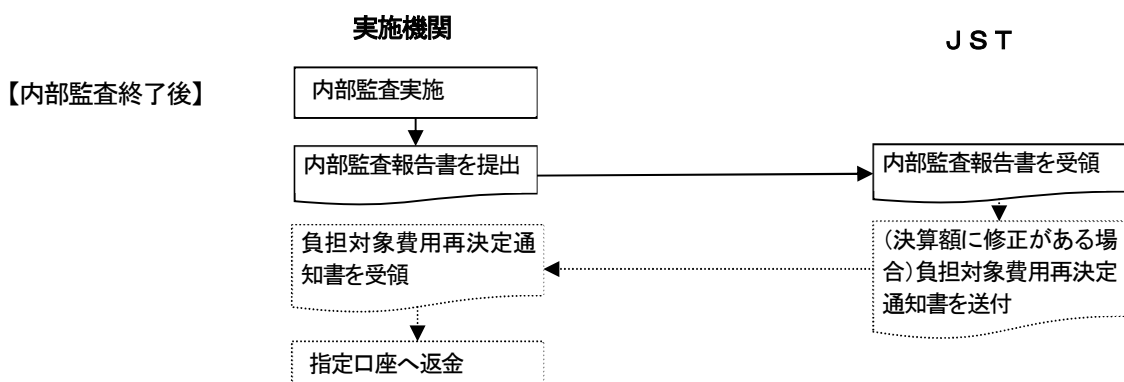 実施機関
JST
【内部監査終了後】
内部監査実施
内部監査報告書を提出
内部監査報告書を受領
負担対象費用再決定通
知書を受領
(決算額に修正がある場
合)負担対象費用再決定
通知書を送付
指定口座へ返金